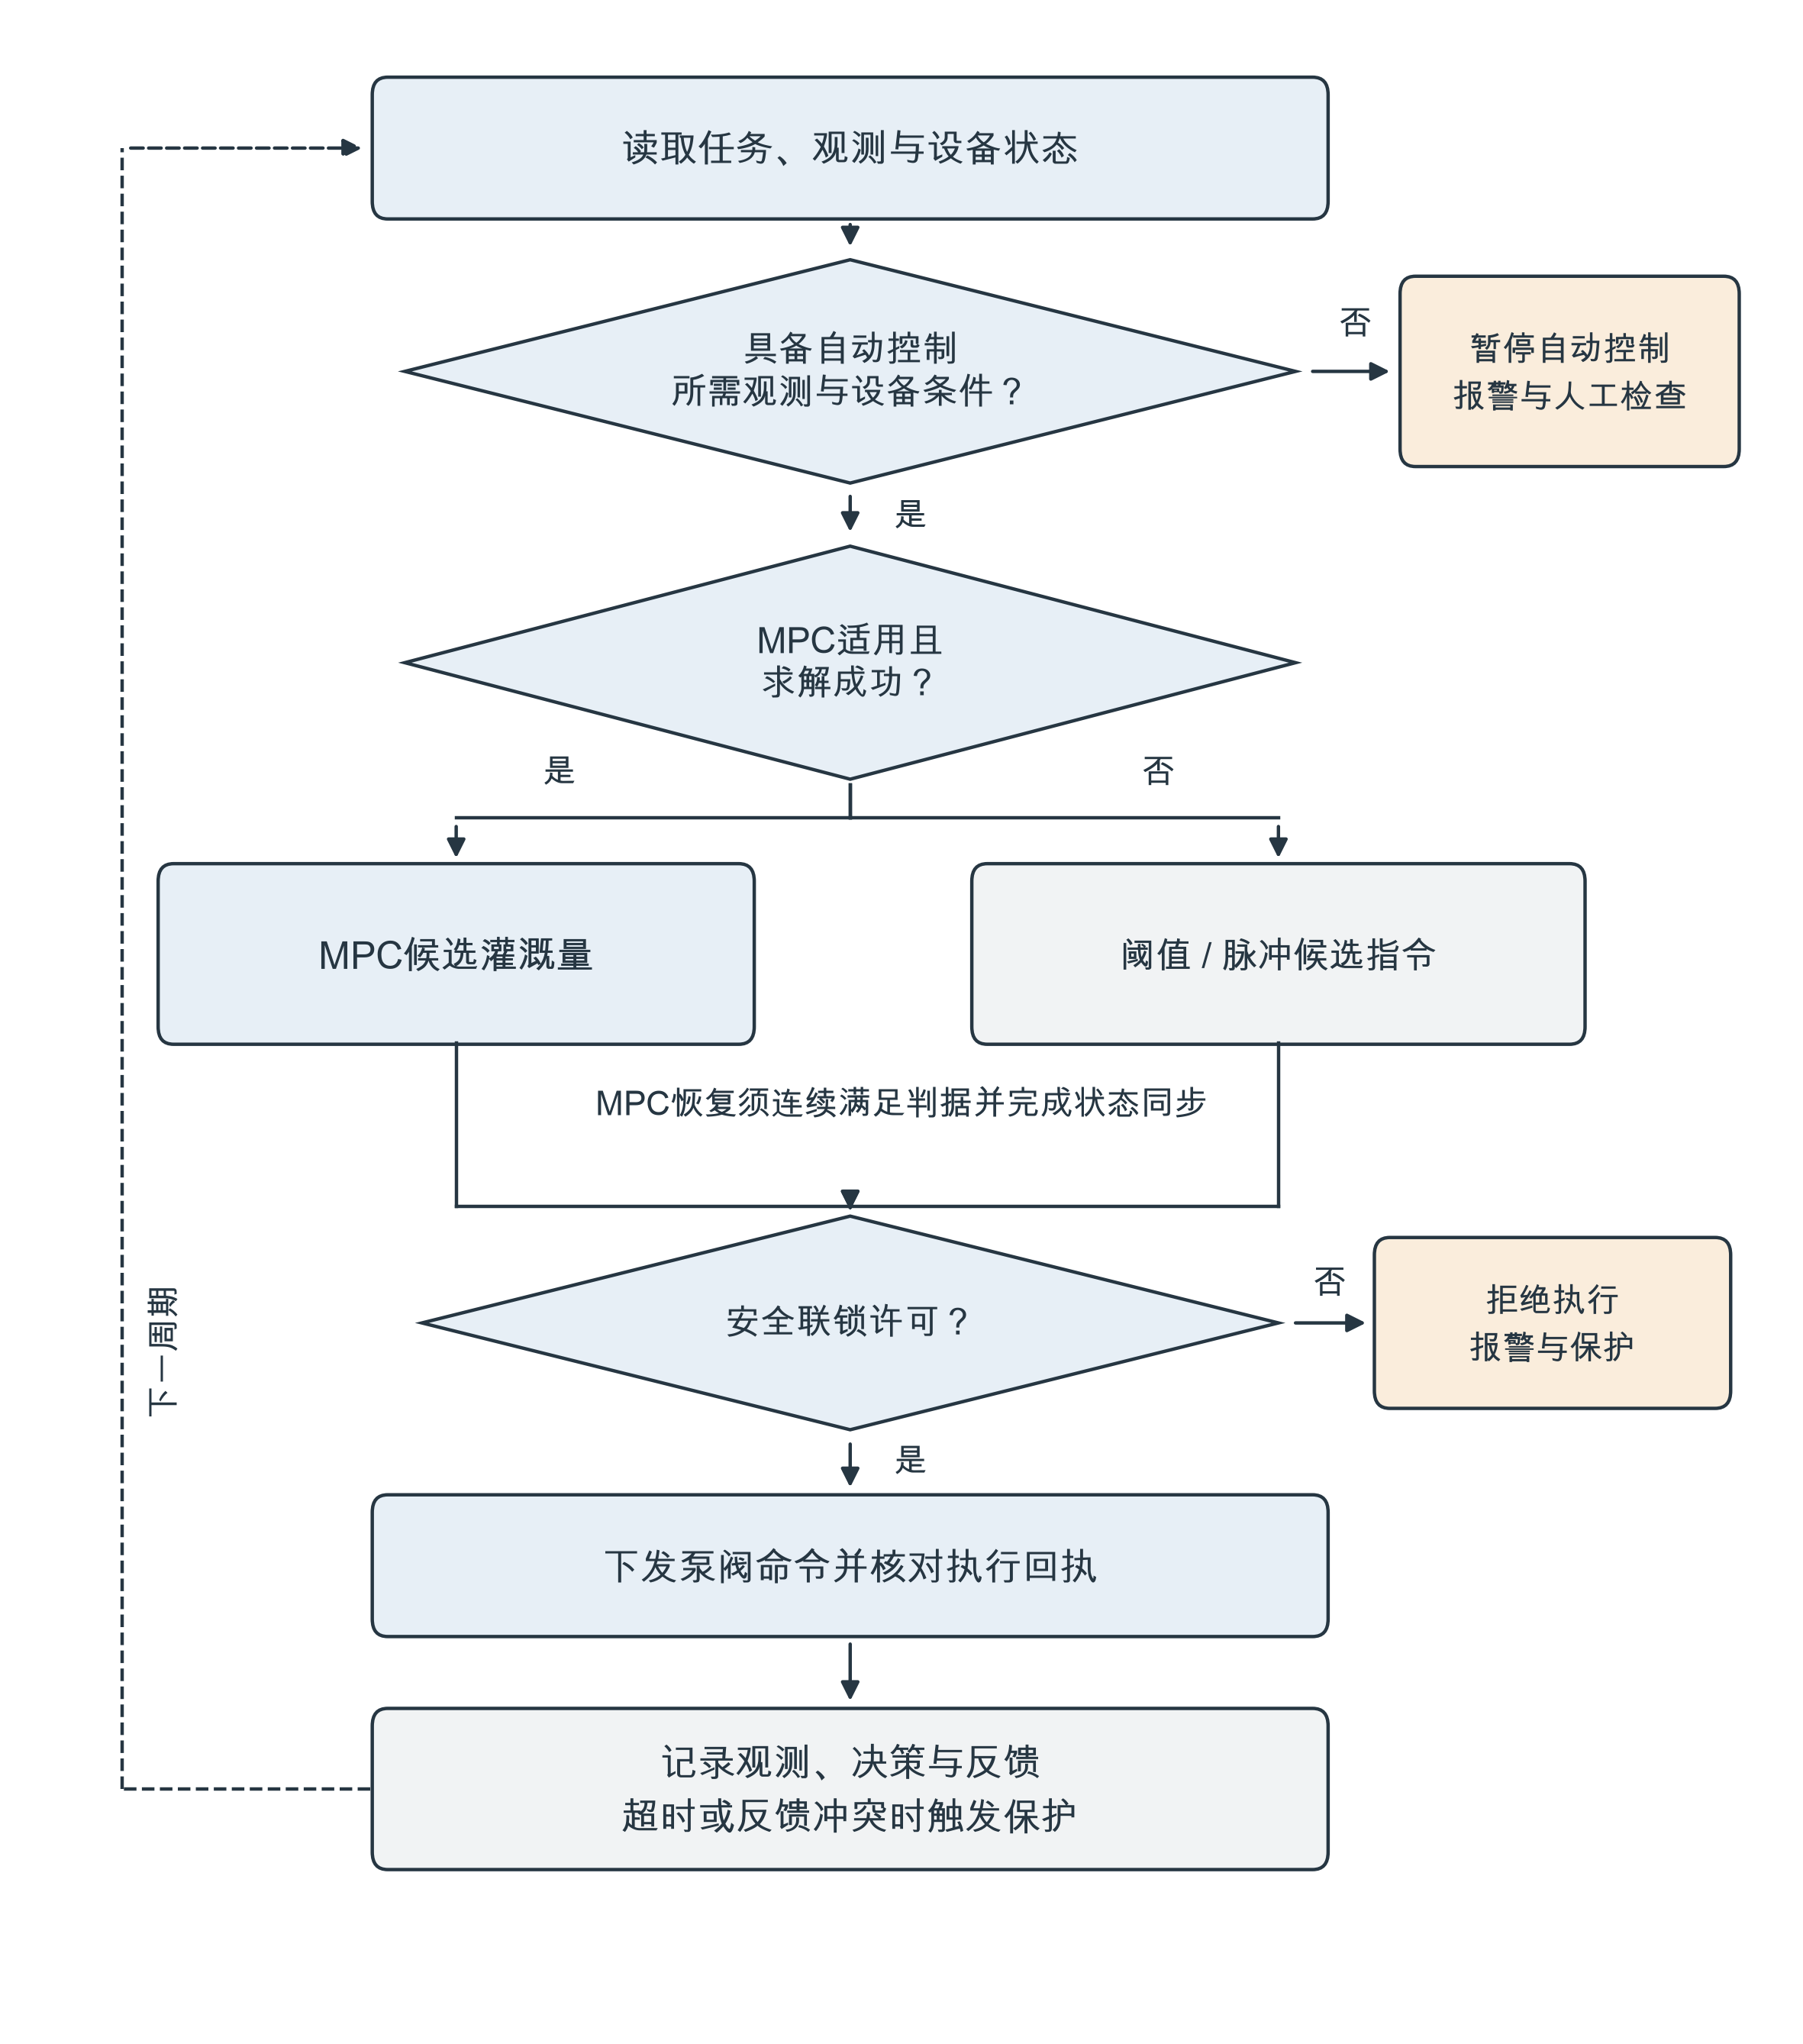 读取任务、观测与设备状态
具备自动控制
所需观测与设备条件？
否
暂停自动控制
报警与人工检查
是
MPC适用且
求解成功？
是
否
MPC候选灌溉量
阈值 / 脉冲候选指令
MPC恢复须连续满足判据并完成状态同步
安全联锁许可？
否
拒绝执行
报警与保护
下一周期
是
下发泵阀命令并核对执行回执
记录观测、决策与反馈
超时或反馈冲突时触发保护